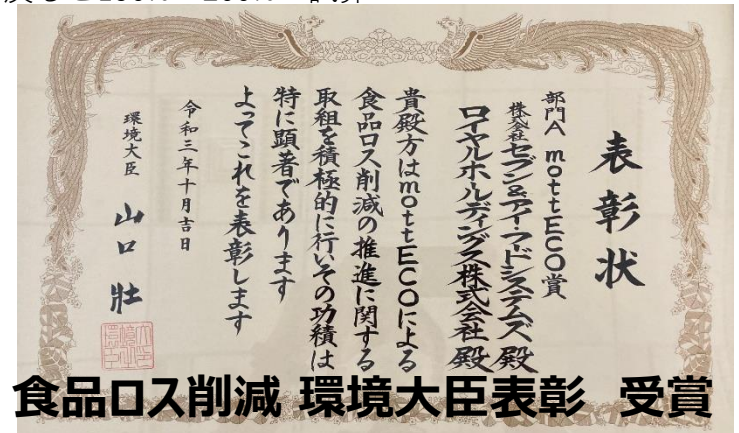 表彰状
部門A mottECO賞
株式会社セブン&アイ・フードシステムズ 殿
ロイヤルホールディングス株式会社 殿
貴殿方はmottECOによる
食品ロス削減の推進に関する
取組を積極的に行いその功績は
特に顕著であります
よってこれを表彰します
令和三年十月吉日
環境大臣 山口 壯
食品ロス削減 環境大臣表彰 受賞